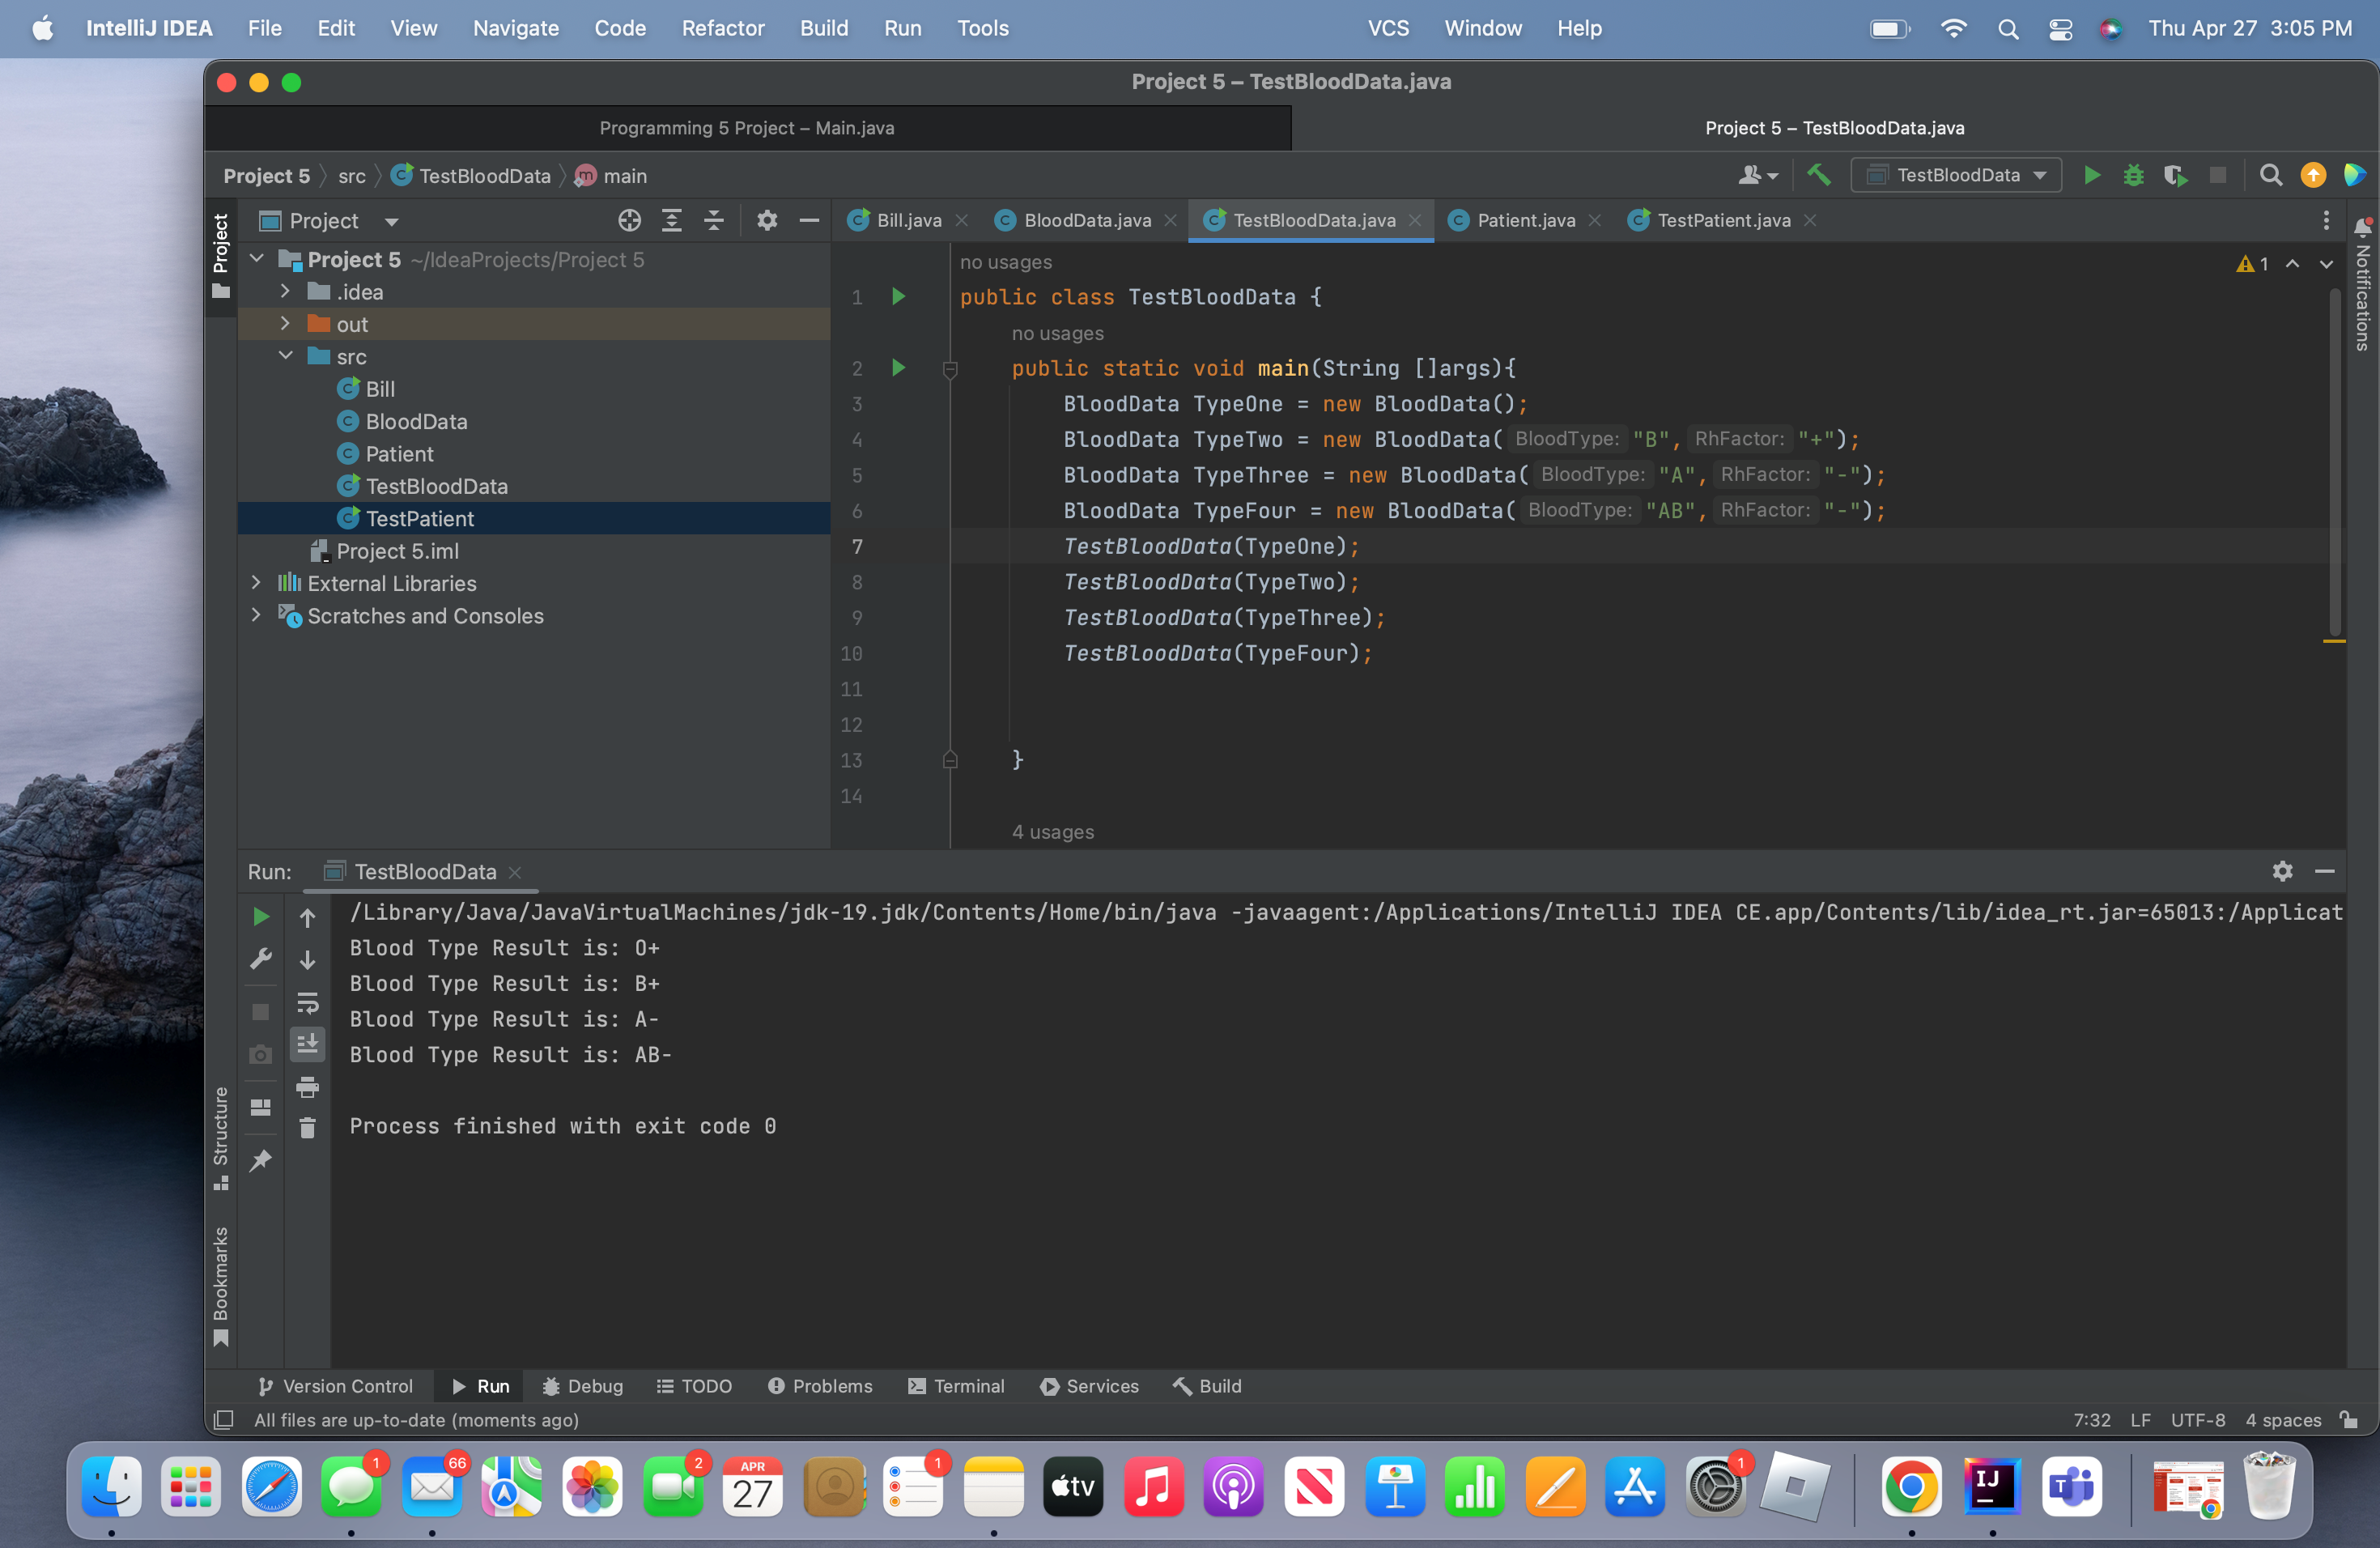 IntelliJ IDEA File Edit View Navigate Code Refactor Build Run Tools VCS Window Help Thu Apr 27 3:05 PM
Project 5 – TestBloodData.java
Programming 5 Project – Main.java
Project 5 – TestBloodData.java
Project 5 src TestBloodData main
TestBloodData
Project
Project
Bill.java BloodData.java TestBloodData.java Patient.java TestPatient.java
Project 5 ~/IdeaProjects/Project 5
.idea
out
src
Bill
BloodData
Patient
TestBloodData
TestPatient
Project 5.iml
External Libraries
Scratches and Consoles
no usages
1
1 public class TestBloodData {
no usages
2 public static void main(String []args){
3 BloodData TypeOne = new BloodData();
4 BloodData TypeTwo = new BloodData( BloodType: "B", RhFactor: "+");
5 BloodData TypeThree = new BloodData( BloodType: "A", RhFactor: "-");
6 BloodData TypeFour = new BloodData( BloodType: "AB", RhFactor: "-");
7 TestBloodData(TypeOne);
8 TestBloodData(TypeTwo);
9 TestBloodData(TypeThree);
10 TestBloodData(TypeFour);
11
12
13 }
14
4 usages
Notifications
Run: TestBloodData
/Library/Java/JavaVirtualMachines/jdk-19.jdk/Contents/Home/bin/java -javaagent:/Applications/IntelliJ IDEA CE.app/Contents/lib/idea_rt.jar=65013:/Applicat
Blood Type Result is: O+
Blood Type Result is: B+
Blood Type Result is: A-
Blood Type Result is: AB-
Process finished with exit code 0
Structure
Bookmarks
Version Control Run Debug TODO Problems Terminal Services Build
All files are up-to-date (moments ago)
7:32 LF UTF-8 4 spaces
1
66
2
APR
27
1
tv
1
IJ
T